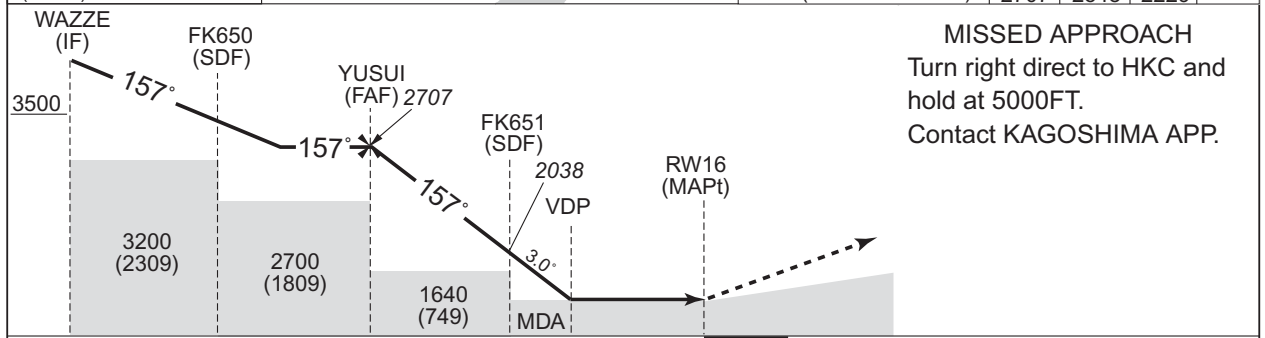 WAZZE
(IF)
FK650
(SDF)
YUSUI
(FAF) 2707
FK651
(SDF)
2038
VDP
RW16
(MAPt)
3500
157°
157°
157°
3.0°
3200
(2309)
2700
(1809)
1640
(749)
MDA
MISSED APPROACH
Turn right direct to HKC and
hold at 5000FT.
Contact KAGOSHIMA APP.